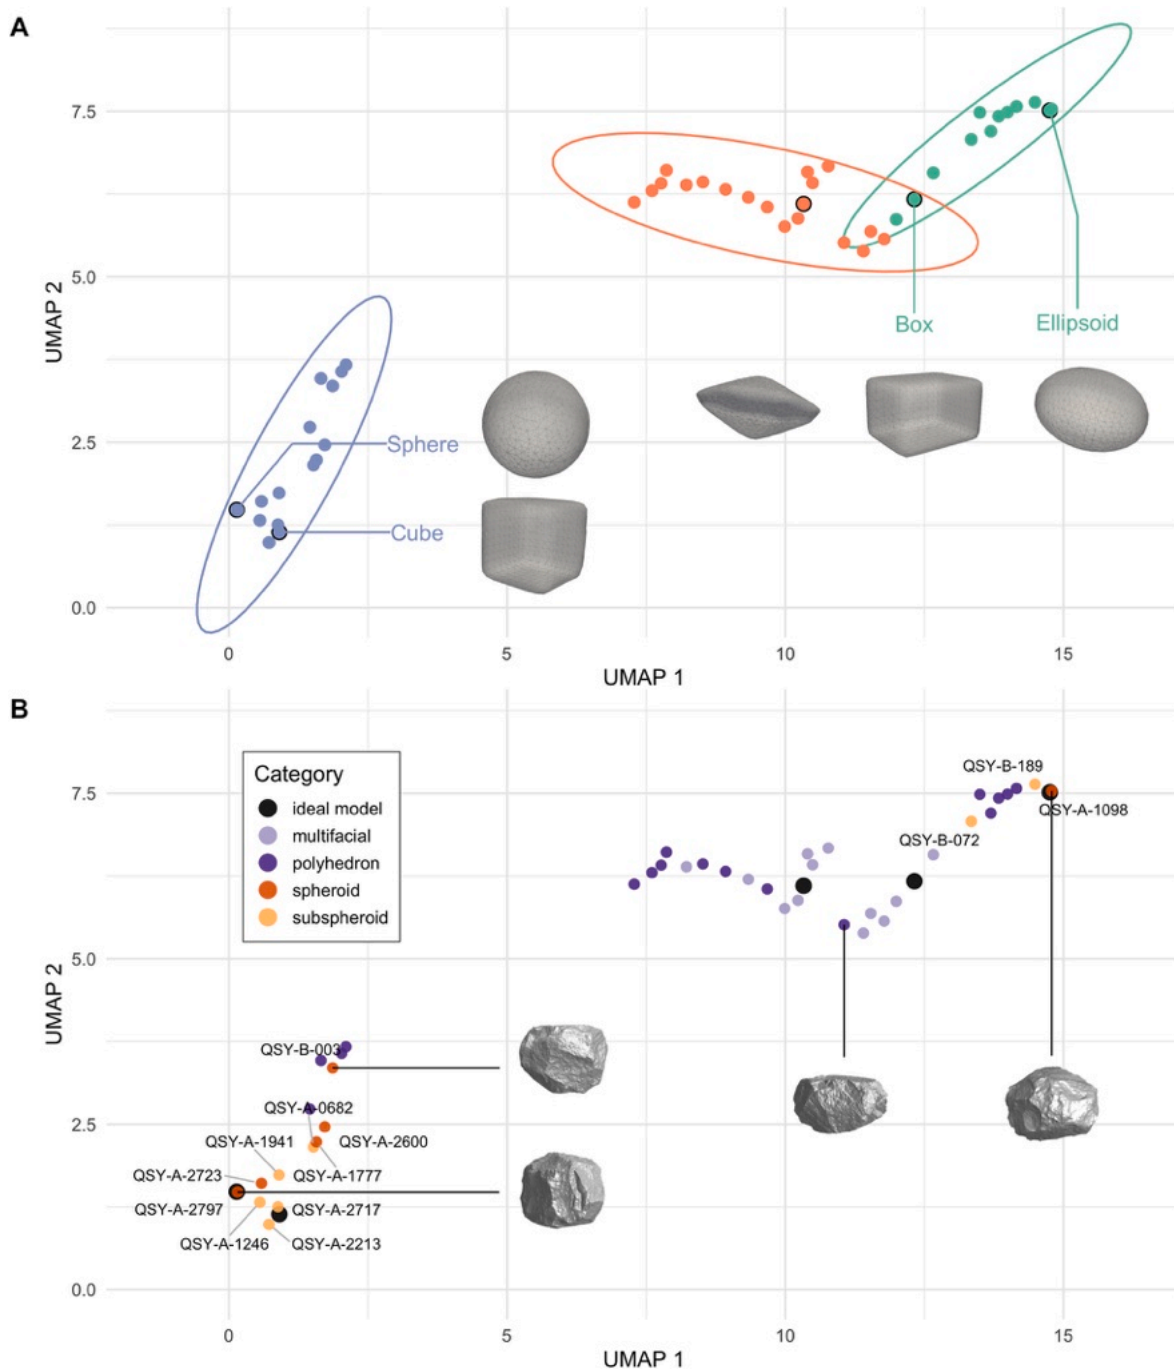 A
UMAP 2
7.5
5.0
2.5
0.0
Box
Ellipsoid
Sphere
Cube
0
5
10
15
UMAP 1
B
UMAP 2
7.5
5.0
2.5
0.0
Category
ideal model
multifacial
polyhedron
spheroid
subspheroid
QSY-B-189
QSY-A-1098
QSY-B-072
QSY-B-003
QSY-A-0682
QSY-A-1941
QSY-A-2600
QSY-A-2723
QSY-A-1777
QSY-A-2797
QSY-A-2717
QSY-A-1246
QSY-A-2213
0
5
10
15
UMAP 1